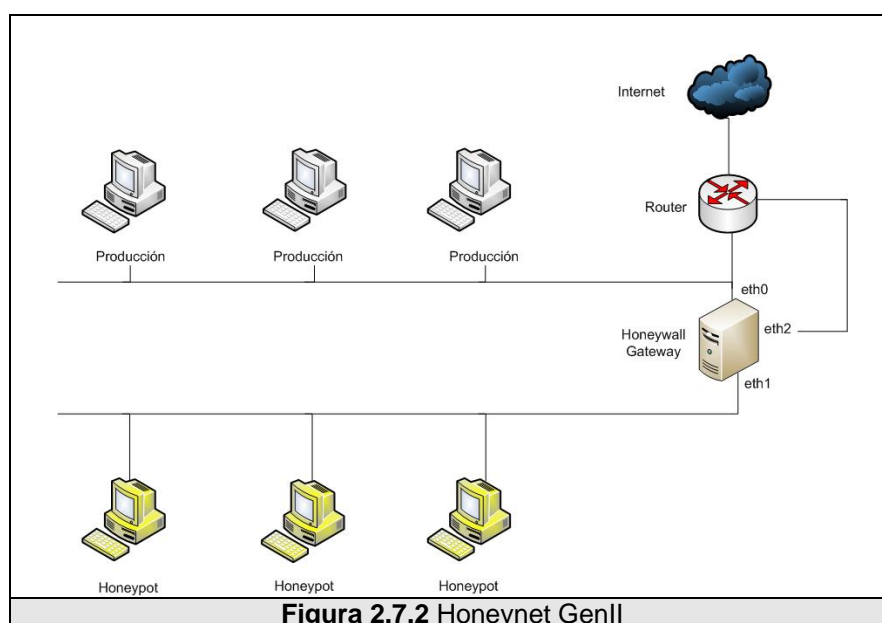 Internet
Router
Producción Producción Producción
eth0
eth2
Honeywall
Gateway
eth1
Honeypot Honeypot Honeypot
Figura 2.7.2 Honeynet GenII